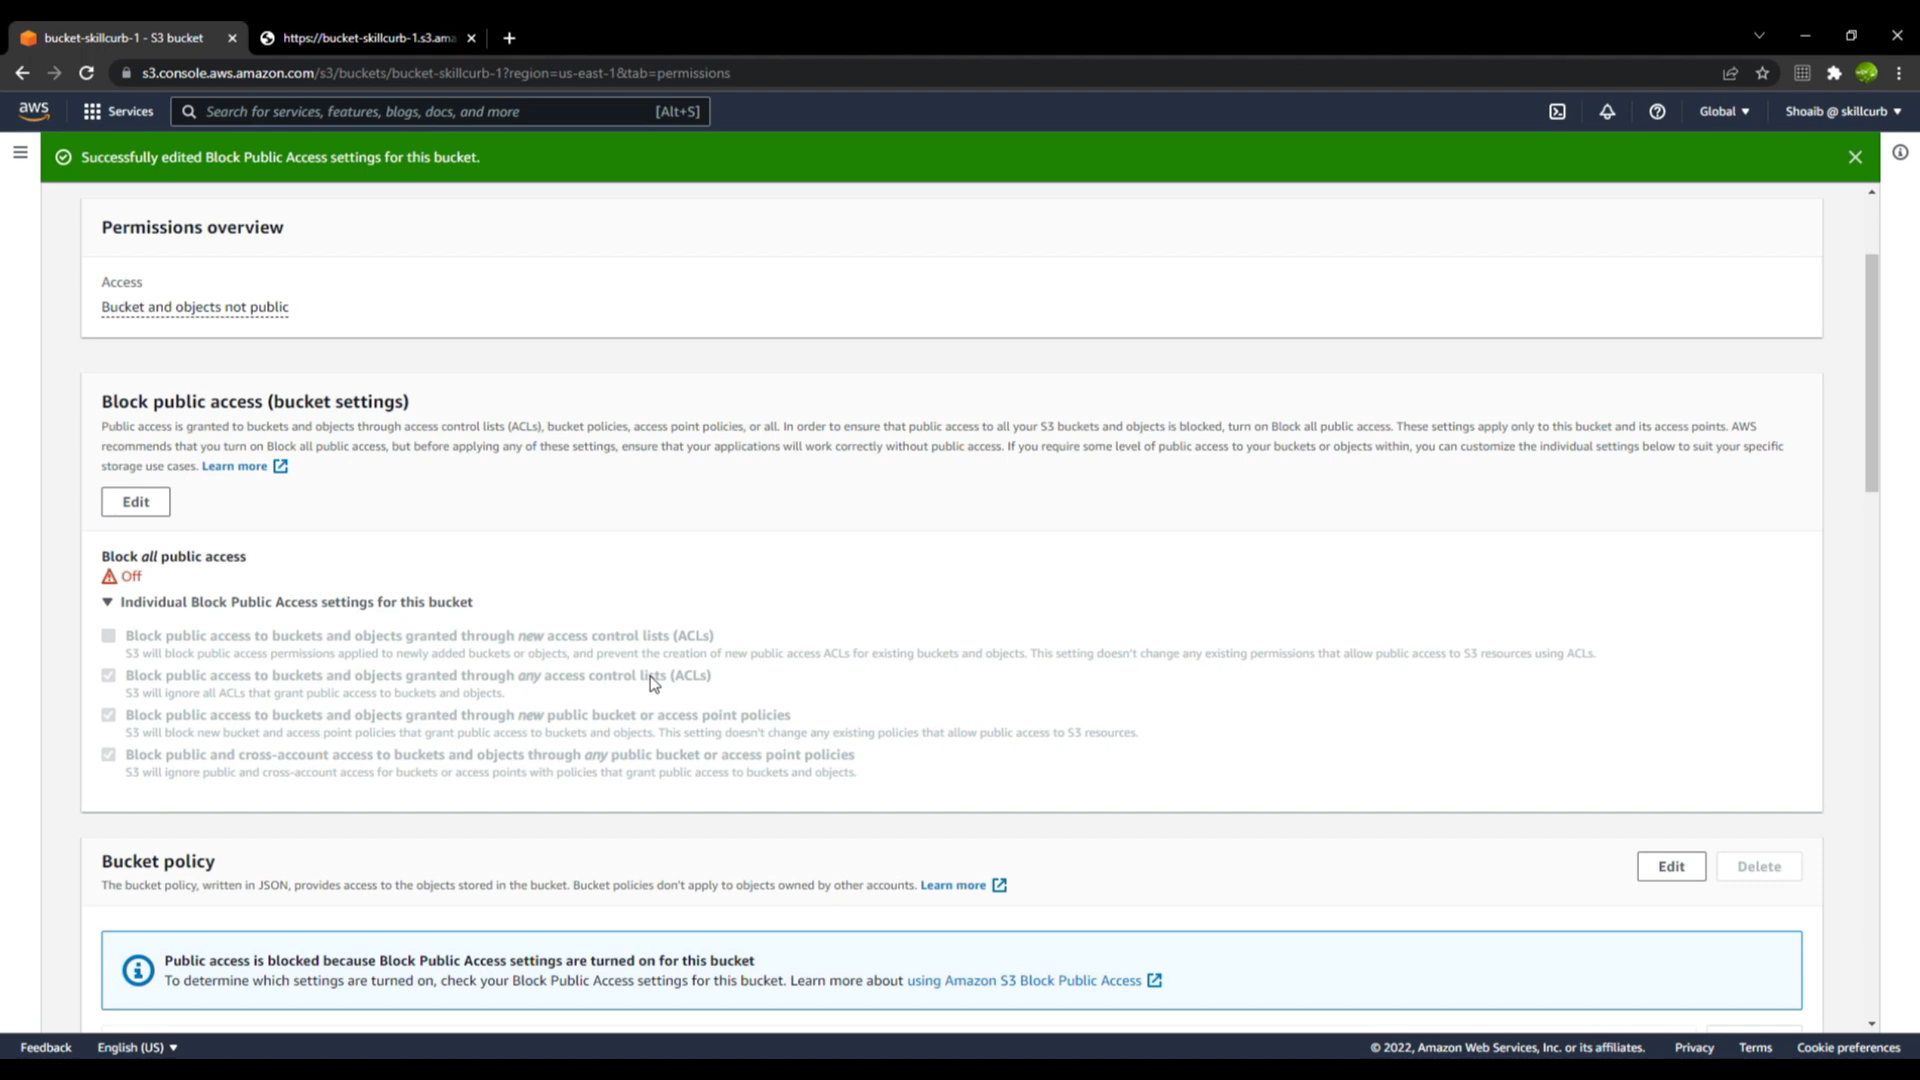 bucket-skillcurb-1 - S3 bucket
https://bucket-skillcurb-1.s3.ama
s3.console.aws.amazon.com/s3/buckets/bucket-skillcurb-1?region=us-east-1&tab=permissions
aws
Services
Search for services, features, blogs, docs, and more
[Alt+S]
Global
Shoaib @ skillcurb
Successfully edited Block Public Access settings for this bucket.
Permissions overview
Access
Bucket and objects not public
Block public access (bucket settings)
Public access is granted to buckets and objects through access control lists (ACLs), bucket policies, access point policies, or all. In order to ensure that public access to all your S3 buckets and objects is blocked, turn on Block all public access. These settings apply only to this bucket and its access points. AWS
recommends that you turn on Block all public access, but before applying any of these settings, ensure that your applications will work correctly without public access. If you require some level of public access to your buckets or objects within, you can customize the individual settings below to suit your specific
storage use cases. Learn more
Edit
Block all public access
Off
Individual Block Public Access settings for this bucket
Block public access to buckets and objects granted through new access control lists (ACLs)
S3 will block public access permissions applied to newly added buckets or objects, and prevent the creation of new public access ACLs for existing buckets and objects. This setting doesn't change any existing permissions that allow public access to S3 resources using ACLs.
Block public access to buckets and objects granted through any access control lists (ACLs)
S3 will ignore all ACLs that grant public access to buckets and objects.
Block public access to buckets and objects granted through new public bucket or access point policies
S3 will block new bucket and access point policies that grant public access to buckets and objects. This setting doesn't change any existing policies that allow public access to S3 resources.
Block public and cross-account access to buckets and objects through any public bucket or access point policies
S3 will ignore public and cross-account access for buckets or access points with policies that grant public access to buckets and objects.
Bucket policy
Edit
Delete
The bucket policy, written in JSON, provides access to the objects stored in the bucket. Bucket policies don't apply to objects owned by other accounts. Learn more
Public access is blocked because Block Public Access settings are turned on for this bucket
To determine which settings are turned on, check your Block Public Access settings for this bucket. Learn more about using Amazon S3 Block Public Access
Feedback
English (US)
© 2022, Amazon Web Services, Inc. or its affiliates.
Privacy
Terms
Cookie preferences